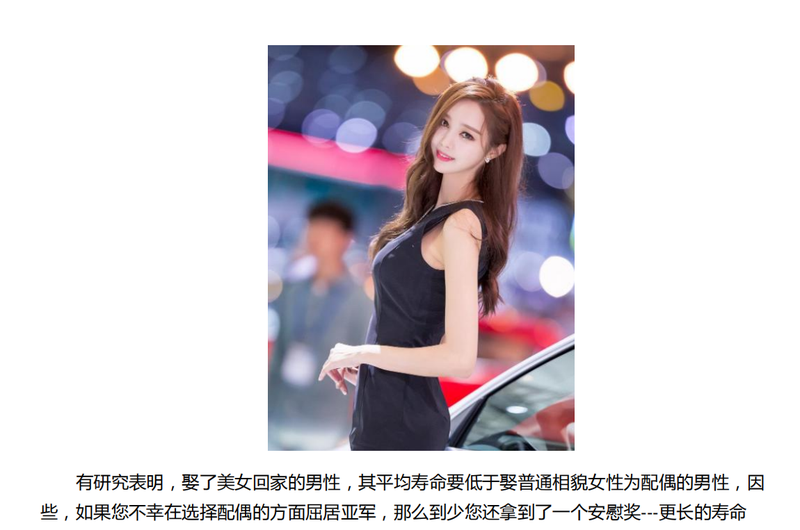 有研究表明，娶了美女回家的男性，其平均寿命要低于娶普通相貌女性为配偶的男性，因
些，如果您不幸在选择配偶的方面屈居亚军，那么到少您还拿到了一个安慰奖---更长的寿命